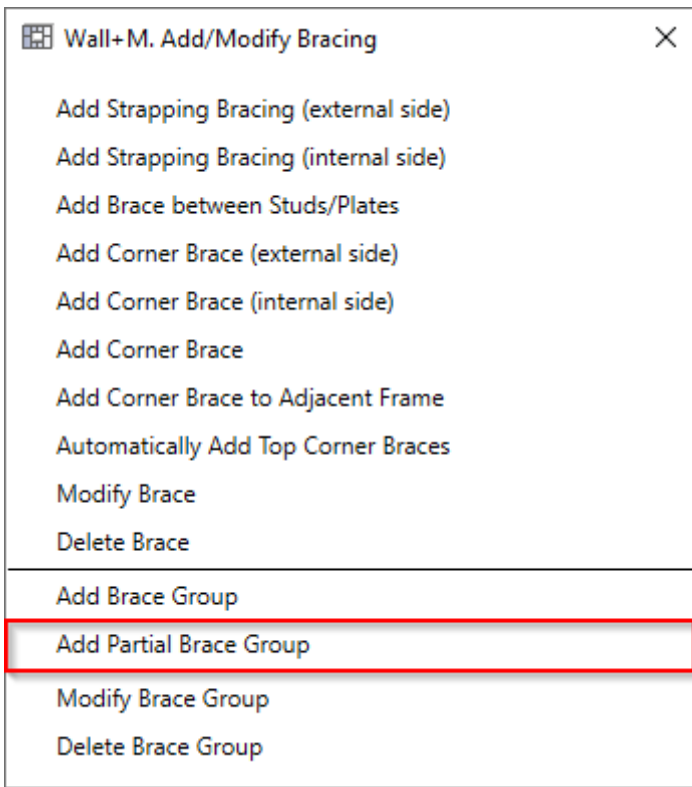 Wall+M. Add/Modify Bracing
Add Strapping Bracing (external side)
Add Strapping Bracing (internal side)
Add Brace between Studs/Plates
Add Corner Brace (external side)
Add Corner Brace (internal side)
Add Corner Brace
Add Corner Brace to Adjacent Frame
Automatically Add Top Corner Braces
Modify Brace
Delete Brace
Add Brace Group
Add Partial Brace Group
Modify Brace Group
Delete Brace Group